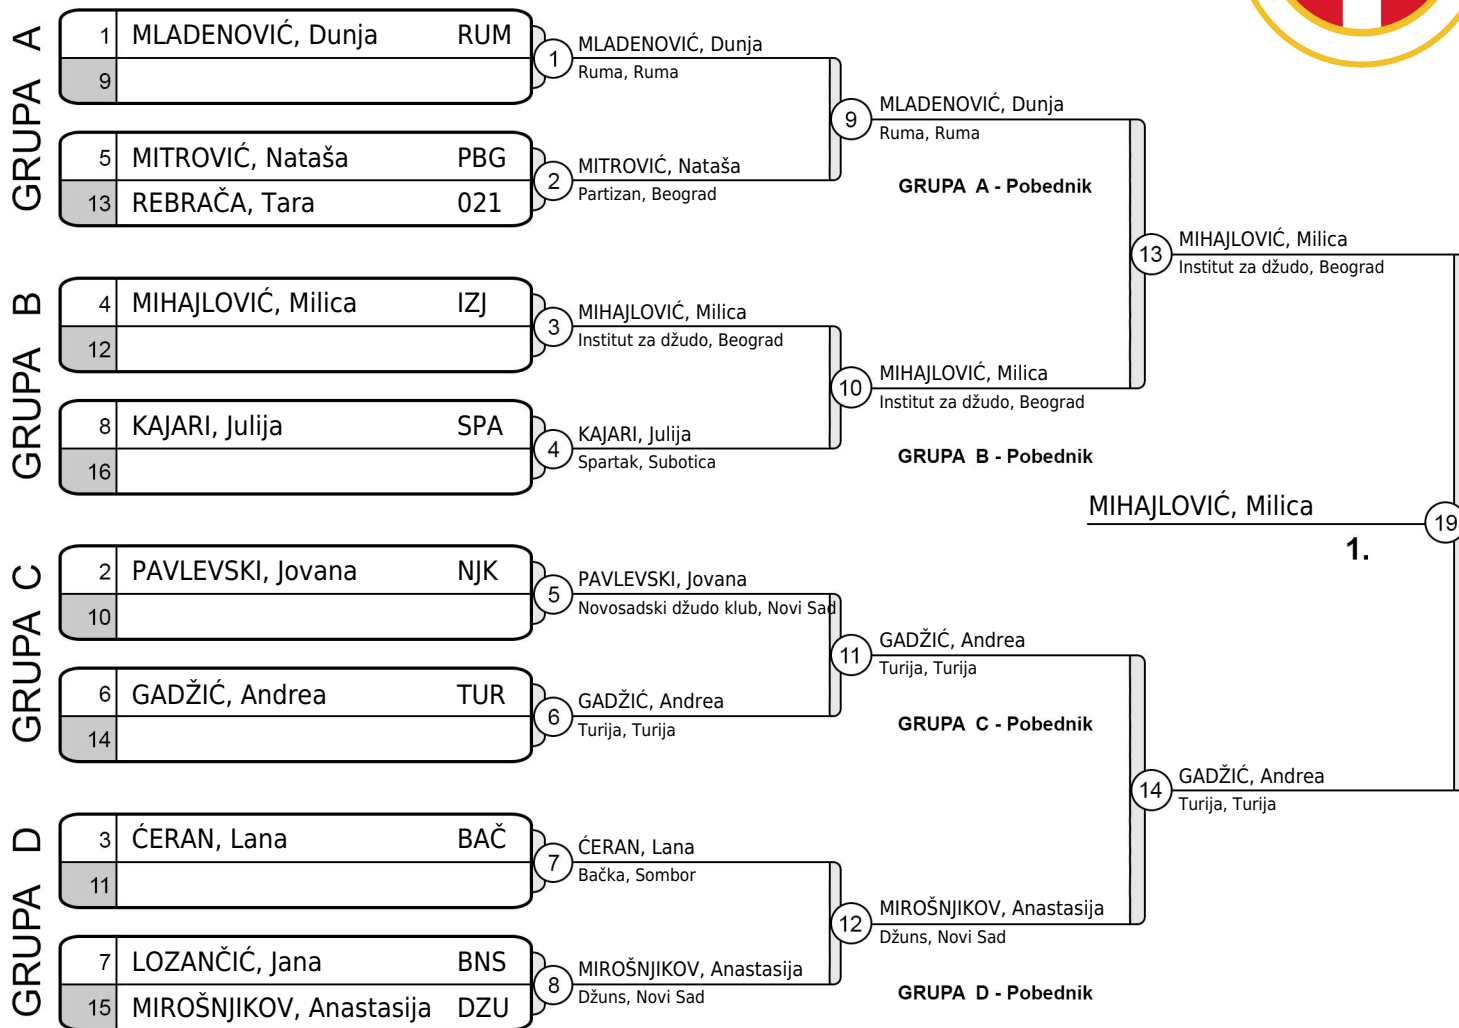 GRUPA A
1 MLADENOVIĆ, Dunja RUM
9
5 MITROVIĆ, Nataša PBG
13 REBRAČA, Tara 021
GRUPA B
4 MIHAJLOVIĆ, Milica IZJ
12
8 KAJARI, Julija SPA
16
GRUPA C
2 PAVLEVSKI, Jovana NJK
10
6 GADŽIĆ, Andrea TUR
14
GRUPA D
3 ĆERAN, Lana BAČ
11
7 LOZANČIĆ, Jana BNS
15 MIROŠNJIKOV, Anastasija DZU
1 MLADENOVIĆ, Dunja
Ruma, Ruma
2 MITROVIĆ, Nataša
Partizan, Beograd
3 MIHAJLOVIĆ, Milica
Institut za džudo, Beograd
4 KAJARI, Julija
Spartak, Subotica
5 PAVLEVSKI, Jovana
Novosadski džudo klub, Novi Sad
6 GADŽIĆ, Andrea
Turija, Turija
7 ĆERAN, Lana
Bačka, Sombor
8 MIROŠNJIKOV, Anastasija
Džuns, Novi Sad
9 MLADENOVIĆ, Dunja
Ruma, Ruma
GRUPA A - Pobednik
10 MIHAJLOVIĆ, Milica
Institut za džudo, Beograd
GRUPA B - Pobednik
11 GADŽIĆ, Andrea
Turija, Turija
GRUPA C - Pobednik
12 MIROŠNJIKOV, Anastasija
Džuns, Novi Sad
GRUPA D - Pobednik
13 MIHAJLOVIĆ, Milica
Institut za džudo, Beograd
14 GADŽIĆ, Andrea
Turija, Turija
MIHAJLOVIĆ, Milica 19
1.